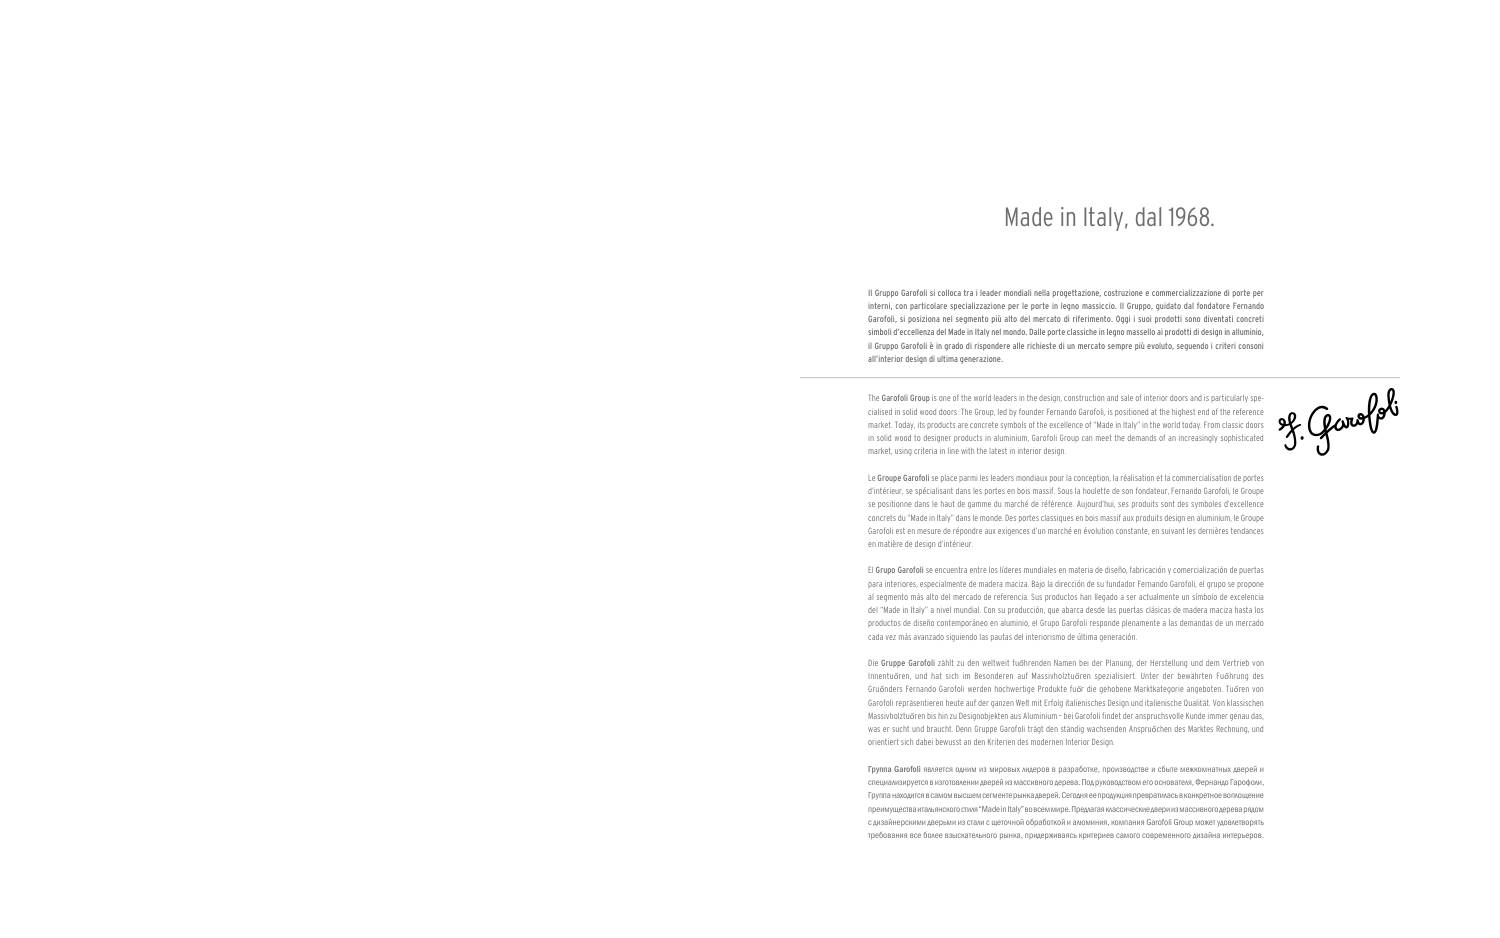 Made in Italy, dal 1968.
Il Gruppo Garofoli si colloca tra i leader mondiali nella progettazione, costruzione e commercializzazione di porte per
interni, con particolare specializzazione per le porte in legno massiccio. Il Gruppo, guidato dal fondatore Fernando
Garofoli, si posiziona nel segmento più alto del mercato di riferimento. Oggi i suoi prodotti sono diventati concreti
simboli d'eccellenza del Made in Italy nel mondo. Dalle porte classiche in legno massello ai prodotti di design in alluminio,
il Gruppo Garofoli è in grado di rispondere alle richieste di un mercato sempre più evoluto, seguendo i criteri consoni
all'interior design di ultima generazione.
The Garofoli Group is one of the world leaders in the design, construction and sale of interior doors and is particularly spe-
cialised in solid wood doors. The Group, led by founder Fernando Garofoli, is positioned at the highest end of the reference
market. Today, its products are concrete symbols of the excellence of "Made in Italy" in the world today. From classic doors
in solid wood to designer products in aluminium, Garofoli Group can meet the demands of an increasingly sophisticated
market, using criteria in line with the latest in interior design.
F. Garofoli
Le Groupe Garofoli se place parmi les leaders mondiaux pour la conception, la réalisation et la commercialisation de portes
d'intérieur, se spécialisant dans les portes en bois massif. Sous la houlette de son fondateur, Fernando Garofoli, le Groupe
se positionne dans le haut de gamme du marché de référence. Aujourd'hui, ses produits sont des symboles d'excellence
concrets du "Made in Italy" dans le monde. Des portes classiques en bois massif aux produits design en aluminium, le Groupe
Garofoli est en mesure de répondre aux exigences d'un marché en évolution constante, en suivant les dernières tendances
en matière de design d'intérieur.
El Grupo Garofoli se encuentra entre los líderes mundiales en materia de diseño, fabricación y comercialización de puertas
para interiores, especialmente de madera maciza. Bajo la dirección de su fundador Fernando Garofoli, el grupo se propone
al segmento más alto del mercado de referencia. Sus productos han llegado a ser actualmente un símbolo de excelencia
del "Made in Italy" a nivel mundial. Con su producción, que abarca desde las puertas clásicas de madera maciza hasta los
productos de diseño contemporáneo en aluminio, el Grupo Garofoli responde plenamente a las demandas de un mercado
cada vez más avanzado siguiendo las pautas del interiorismo de última generación.
Die Gruppe Garofoli zählt zu den weltweit fuőhrenden Namen bei der Planung, der Herstellung und dem Vertrieb von
Innentuőren, und hat sich im Besonderen auf Massivholztuőren spezialisiert. Unter der bewährten Fuőhrung des
Gruőnders Fernando Garofoli werden hochwertige Produkte fuőr die gehobene Marktkategorie angeboten. Tuőren von
Garofoli repräsentieren heute auf der ganzen Welt mit Erfolg italienisches Design und italienische Qualität. Von klassischen
Massivholztuőren bis hin zu Designobjekten aus Aluminium – bei Garofoli findet der anspruchsvolle Kunde immer genau das,
was er sucht und braucht. Denn Gruppe Garofoli trägt den ständig wachsenden Anspruőchen des Marktes Rechnung, und
orientiert sich dabei bewusst an den Kriterien des modernen Interior Design.
Группа Garofoli является одним из мировых лидеров в разработке, производстве и сбыте межкомнатных дверей и
специализируется в изготовлении дверей из массивного дерева. Под руководством его основателя, Фернандо Гарофоли,
Группа находится в самом высшем сегменте рынка дверей. Сегодня ее продукция превратилась в конкретное воплощение
преимущества итальянского стиля "Made in Italy" во всем мире. Предлагая классические двери из массивного дерева рядом
с дизайнерскими дверьми из стали с щеточной обработкой и алюминия, компания Garofoli Group может удовлетворять
требования все более взыскательного рынка, придерживаясь критериев самого современного дизайна интерьеров.